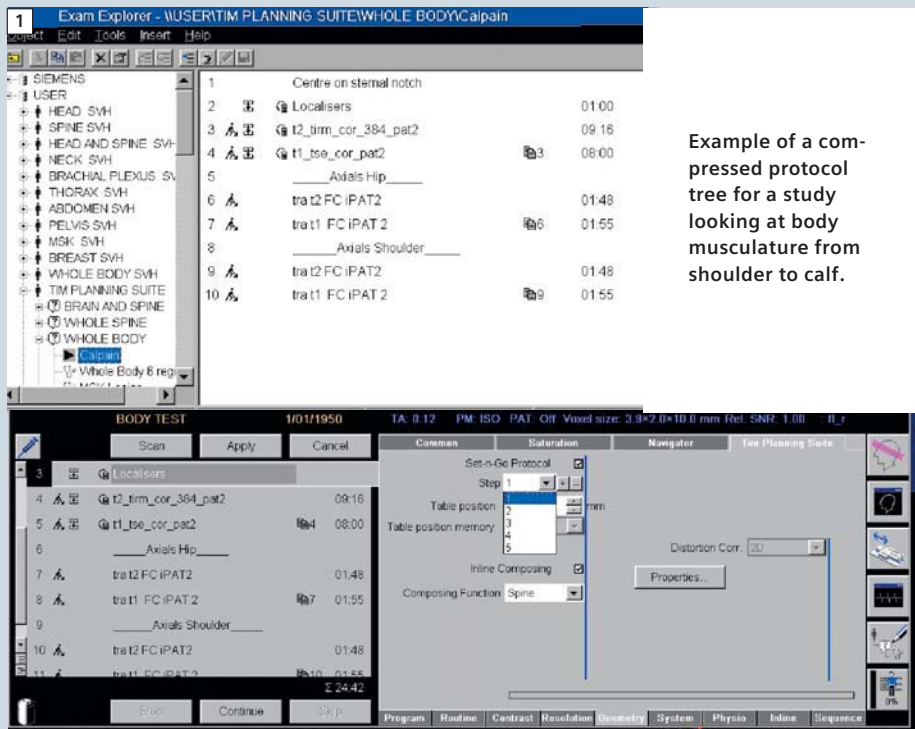 1
Exam Explorer - \\USER\TIM PLANNING SUITE\WHOLE BODY\Calpain
Object Edit Tools Insert Help
SIEMENS
USER
HEAD SVH
SPINE SVH
HEAD AND SPINE SVH
NECK SVH
BRACHIAL PLEXUS SV
THORAX SVH
ABDOMEN SVH
PELVIS SVH
MSK SVH
BREAST SVH
WHOLE BODY SVH
TIM PLANNING SUITE
BRAIN AND SPINE
WHOLE SPINE
WHOLE BODY
Calpain
Whole Body 6 reg
1 Centre on sternal notch
2 Localisers 01:00
3 t2_tirm_cor_384_pat2 09:16
4 t1_tse_cor_pat2 3 08:00
5 _____Axials Hip_____
6 tra t2 FC iPAT2 01:48
7 tra t1 FC iPAT 2 6 01:55
8 _____Axials Shoulder_____
9 tra t2 FC iPAT2 01:48
10 tra t1 FC iPAT 2 9 01:55
Example of a com-
pressed protocol
tree for a study
looking at body
musculature from
shoulder to calf.
BODY TEST 1/01/1950 TA: 0:12 PM: ISO PAT: Off Voxel size: 3.9×2.0×10.0 mm Rel. SNR: 1.00 : fl_r
Scan Apply Cancel
3 Localisers
4 t2_tirm_cor_384_pat2 09:16
5 t1_tse_cor_pat2 4 08:00
6 _____Axials Hip_____
7 tra t2 FC iPAT2 01:48
8 tra t1 FC iPAT 2 7 01:55
9 _____Axials Shoulder_____
10 tra t2 FC iPAT2 01:48
11 tra t1 FC iPAT 2 10 01:55
Σ 24:42
Stop Continue Skip
Common Saturation Navigator Tim Planning Suite
Set-n-Go Protocol
Step 1 + –
1
2
3
4
5
Table position mm
Table position memory
Inline Composing
Composing Function Spine
Distortion Corr. 2D
Properties...
Program Routine Contrast Resolution Geometry System Physio Inline Sequence
0%